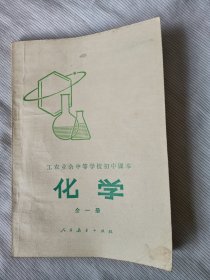 工农业余中等学校初中课本
化学
全一册
人民教育出版社